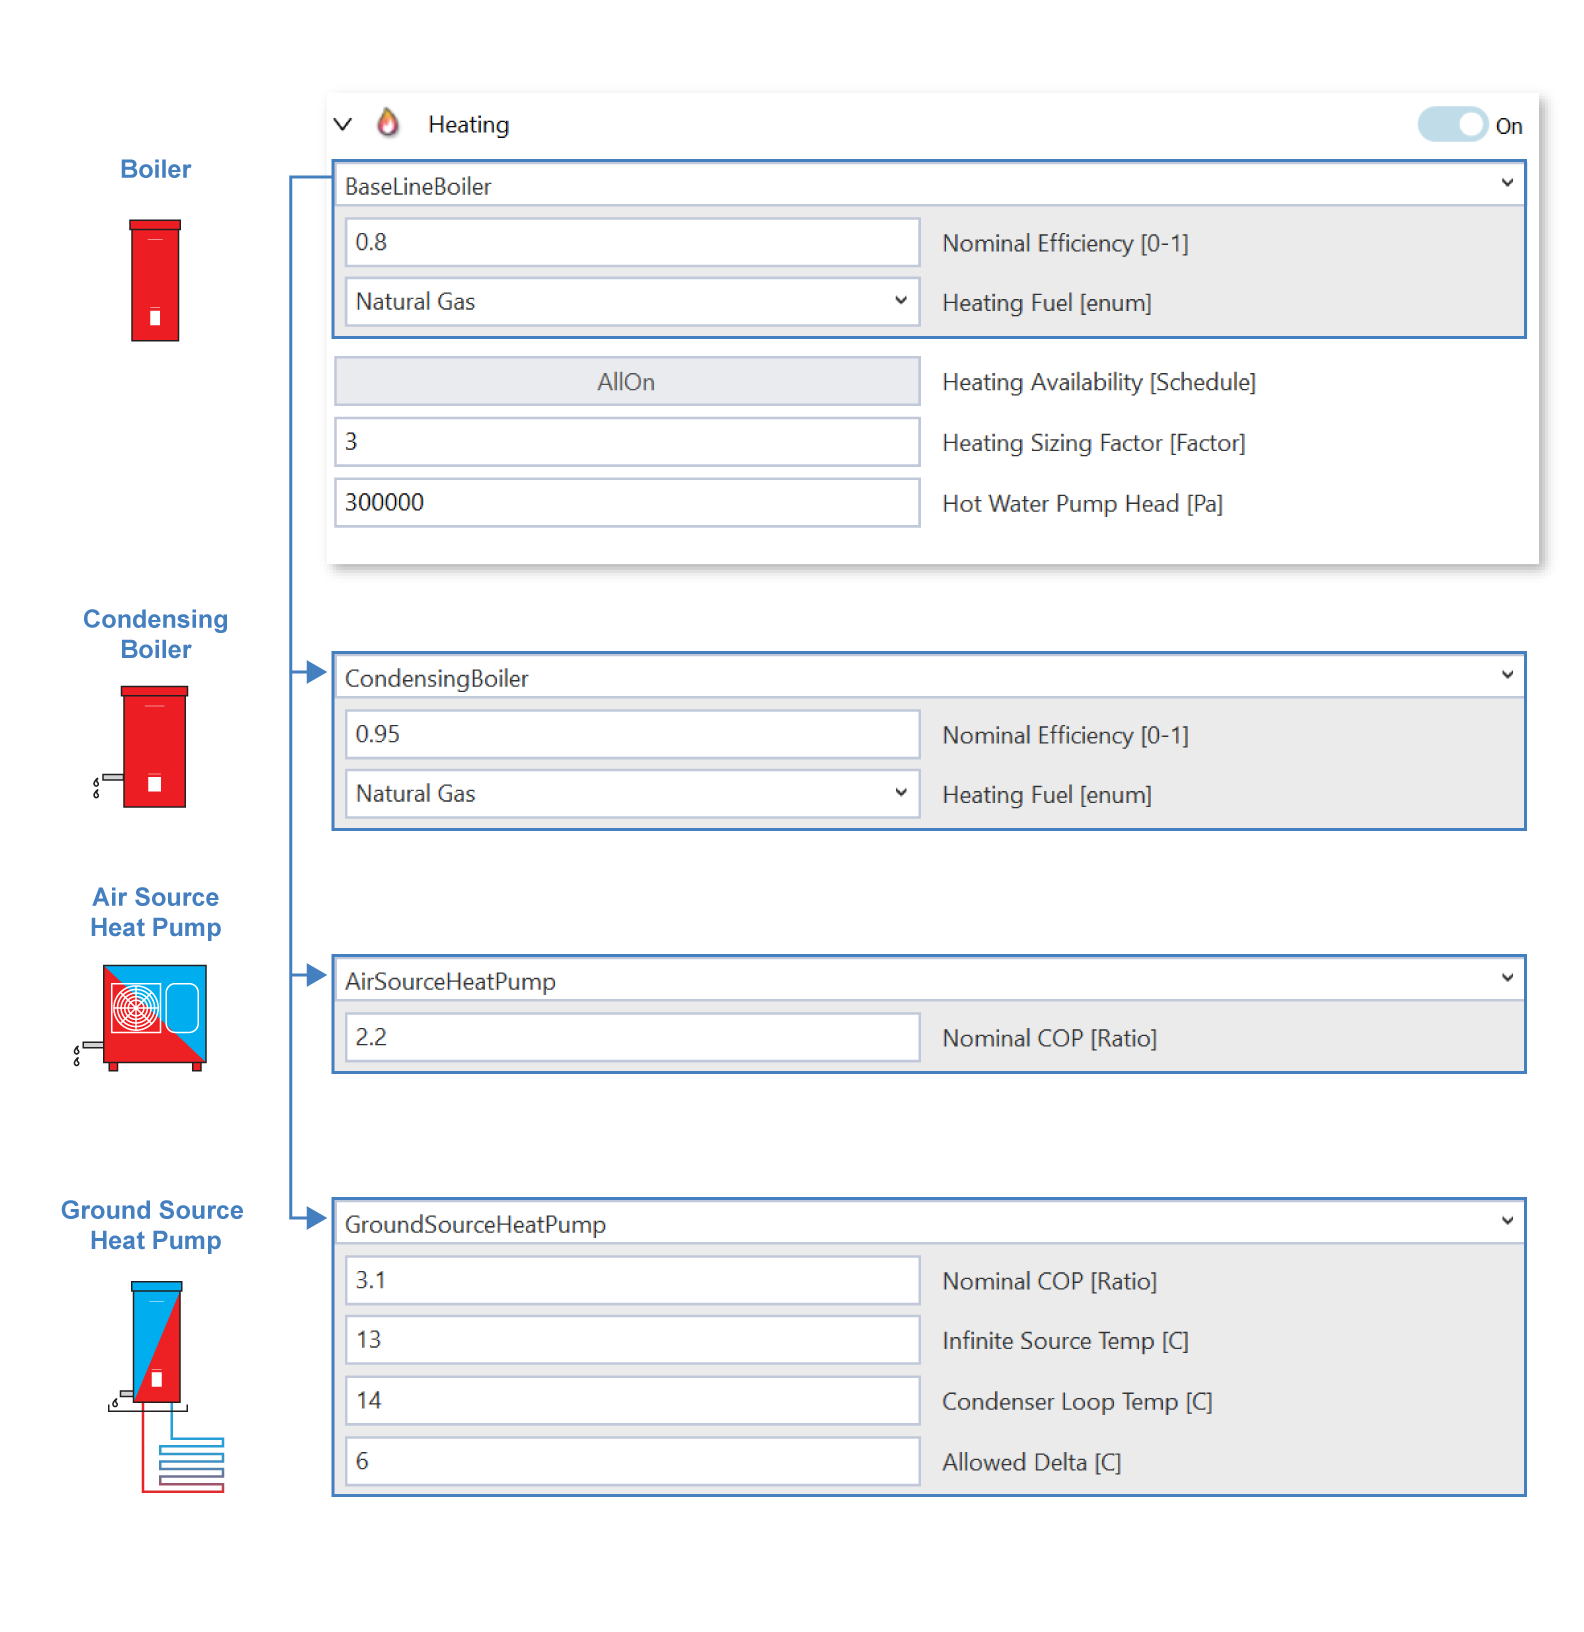 Heating
On
Boiler
BaseLineBoiler
0.8
Nominal Efficiency [0-1]
Natural Gas
Heating Fuel [enum]
AllOn
Heating Availability [Schedule]
3
Heating Sizing Factor [Factor]
300000
Hot Water Pump Head [Pa]
Condensing
Boiler
CondensingBoiler
0.95
Nominal Efficiency [0-1]
Natural Gas
Heating Fuel [enum]
Air Source
Heat Pump
AirSourceHeatPump
2.2
Nominal COP [Ratio]
Ground Source
Heat Pump
GroundSourceHeatPump
3.1
Nominal COP [Ratio]
13
Infinite Source Temp [C]
14
Condenser Loop Temp [C]
6
Allowed Delta [C]